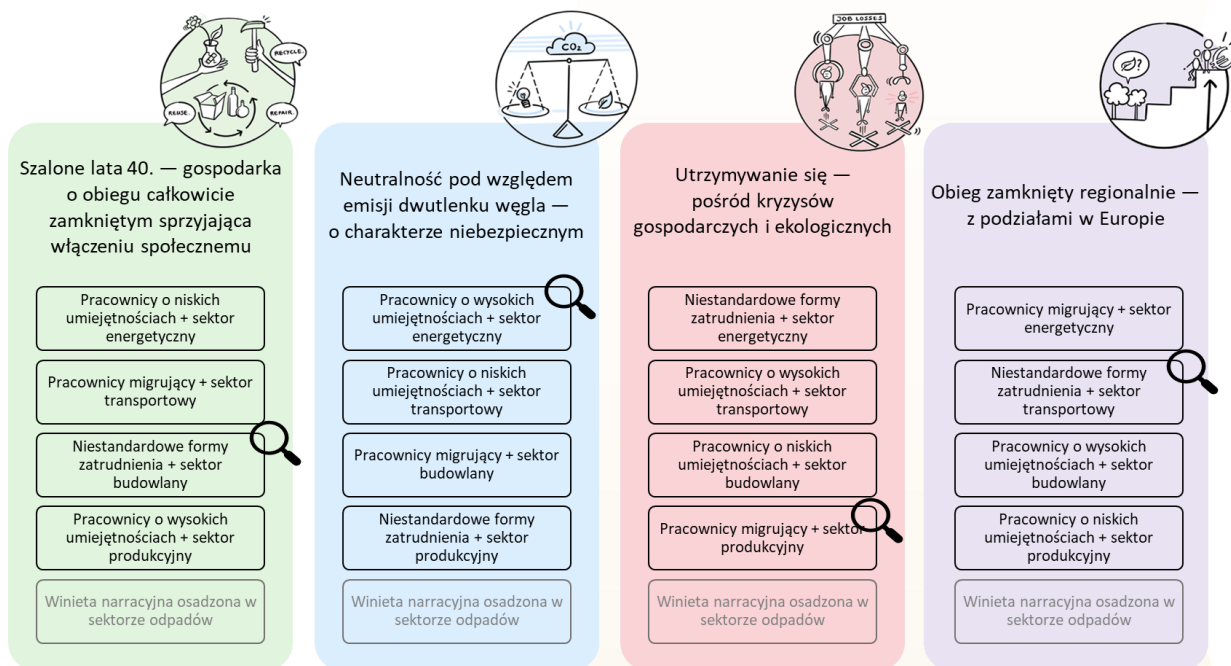 RECYCLE.
REUSE.
REPAIR.
Szalone lata 40. — gospodarka
o obiegu całkowicie
zamkniętym sprzyjająca
włączeniu społecznemu
Pracownicy o niskich
umiejętnościach + sektor
energetyczny
Pracownicy migrujący + sektor
transportowy
Niestandardowe formy
zatrudnienia + sektor
budowlany
Pracownicy o wysokich
umiejętnościach + sektor
produkcyjny
Winieta narracyjna osadzona w
sektorze odpadów
CO₂
Neutralność pod względem
emisji dwutlenku węgla —
o charakterze niebezpiecznym
Pracownicy o wysokich
umiejętnościach + sektor
energetyczny
Pracownicy o niskich
umiejętnościach + sektor
transportowy
Pracownicy migrujący + sektor
budowlany
Niestandardowe formy
zatrudnienia + sektor
produkcyjny
Winieta narracyjna osadzona w
sektorze odpadów
JOB LOSSES
Utrzymywanie się —
pośród kryzysów
gospodarczych i ekologicznych
Niestandardowe formy
zatrudnienia + sektor
energetyczny
Pracownicy o wysokich
umiejętnościach + sektor
transportowy
Pracownicy o niskich
umiejętnościach + sektor
budowlany
Pracownicy migrujący + sektor
produkcyjny
Winieta narracyjna osadzona w
sektorze odpadów
?
Obieg zamknięty regionalnie —
z podziałami w Europie
Pracownicy migrujący + sektor
energetyczny
Niestandardowe formy
zatrudnienia + sektor
transportowy
Pracownicy o wysokich
umiejętnościach + sektor
budowlany
Pracownicy o niskich
umiejętnościach + sektor
produkcyjny
Winieta narracyjna osadzona w
sektorze odpadów